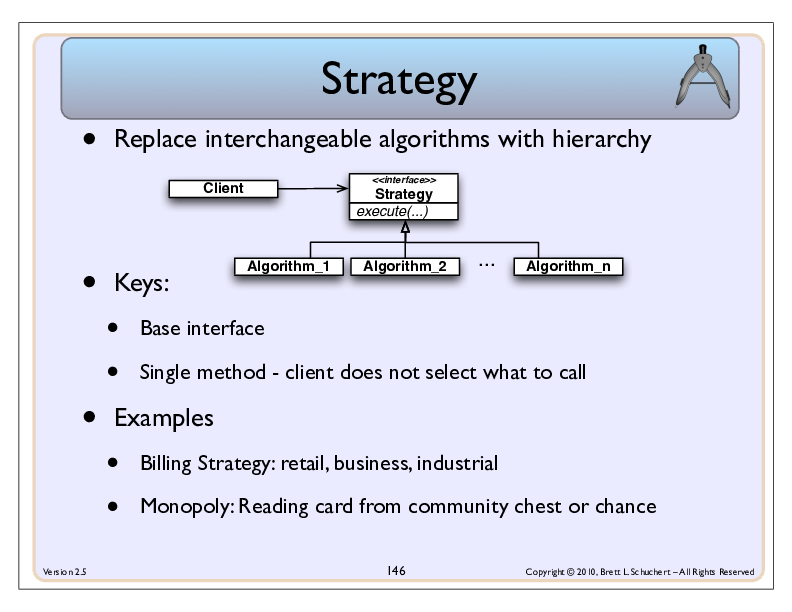 Strategy
• Replace interchangeable algorithms with hierarchy
Client
<<interface>>
Strategy
execute(...)
Algorithm_1
Algorithm_2
...
Algorithm_n
• Keys:
• Base interface
• Single method - client does not select what to call
• Examples
• Billing Strategy: retail, business, industrial
• Monopoly: Reading card from community chest or chance
Version 2.5
146
Copyright © 2010, Brett L. Schuchert – All Rights Reserved